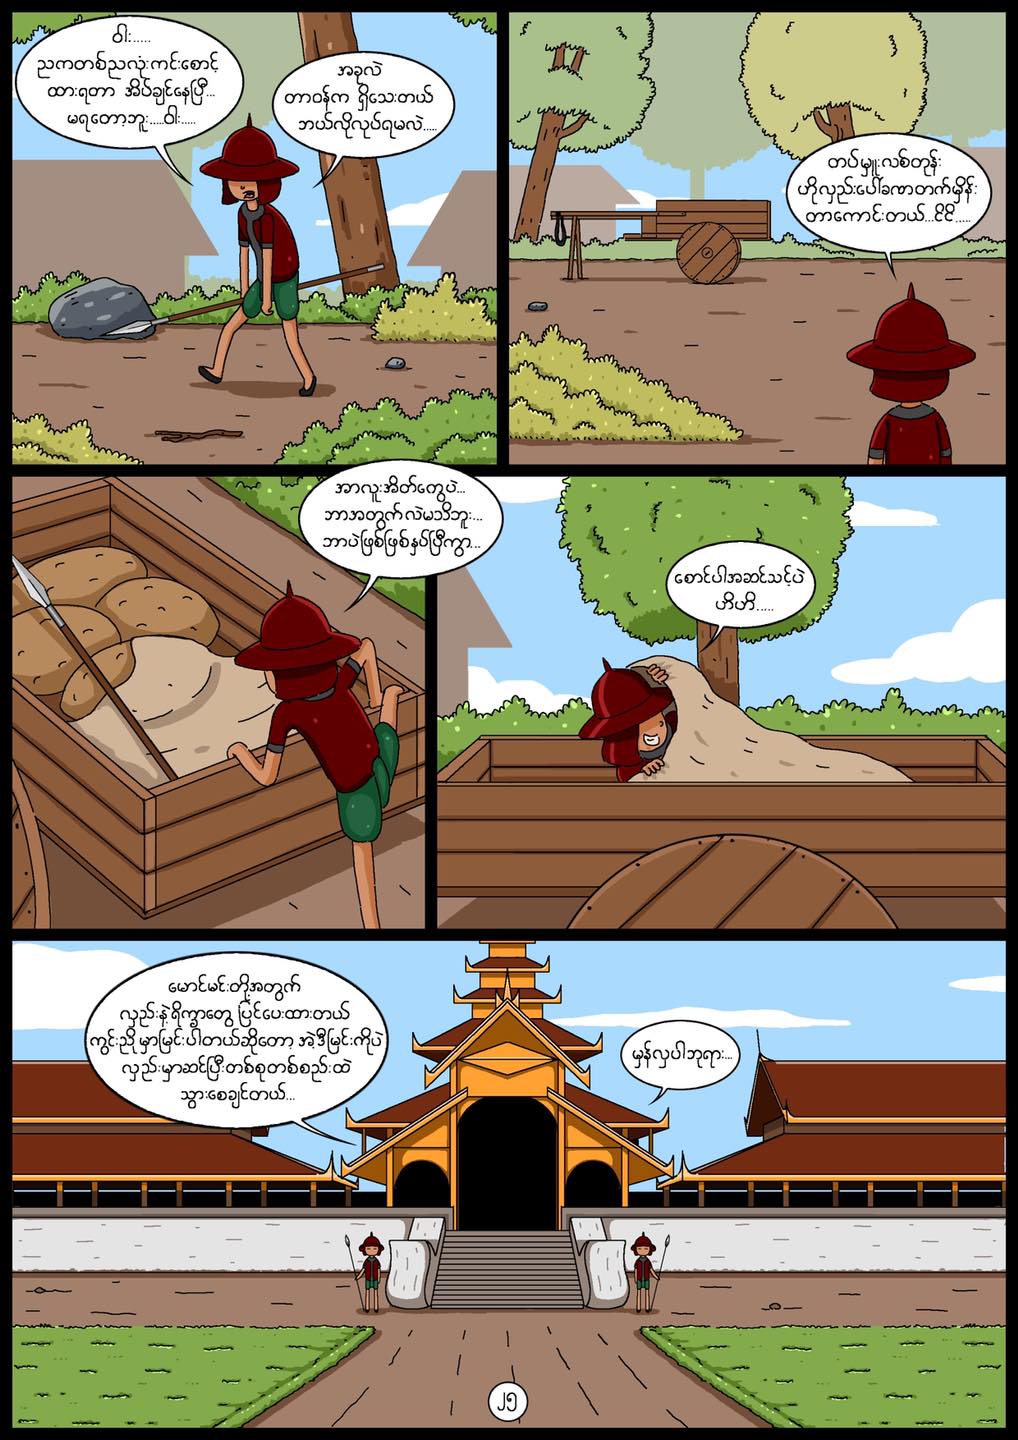 ဝါး.....
ညကတစ်ညလုံးကင်းစောင့်
ထားရတာ အိပ်ချင်နေပြီ...
မရတော့ဘူး....ဝါး.....
အခုလဲ
တာဝန်က ရှိသေးတယ်
ဘယ်လိုလုပ်ရမလဲ.....
တပ်မှူးလစ်တုန်း
ဟိုလှည်းပေါ်ခဏတက်မှိန်း
တာကောင်းတယ်...ငိငိ.....
အာလူးအိတ်တွေပဲ...
ဘာအတွက်လဲမသိဘူး...
ဘာပဲဖြစ်ဖြစ်နှပ်ပြီကွာ...
စောင်ပါအဆင်သင့်ပဲ
ဟိဟိ.....
မောင်မင်းတို့အတွက်
လှည်းနဲ့ရိက္ခာတွေ ပြင်ပေးထားတယ်
ကွင်းညို မှာမြင်းပါတယ်ဆိုတော့ အဲ့ဒီမြင်းကိုပဲ
လှည်းမှာဆင်ပြီးတစ်စုတစ်စည်းထဲ
သွားစေချင်တယ်...
မှန်လှပါဘုရား...
၂၅